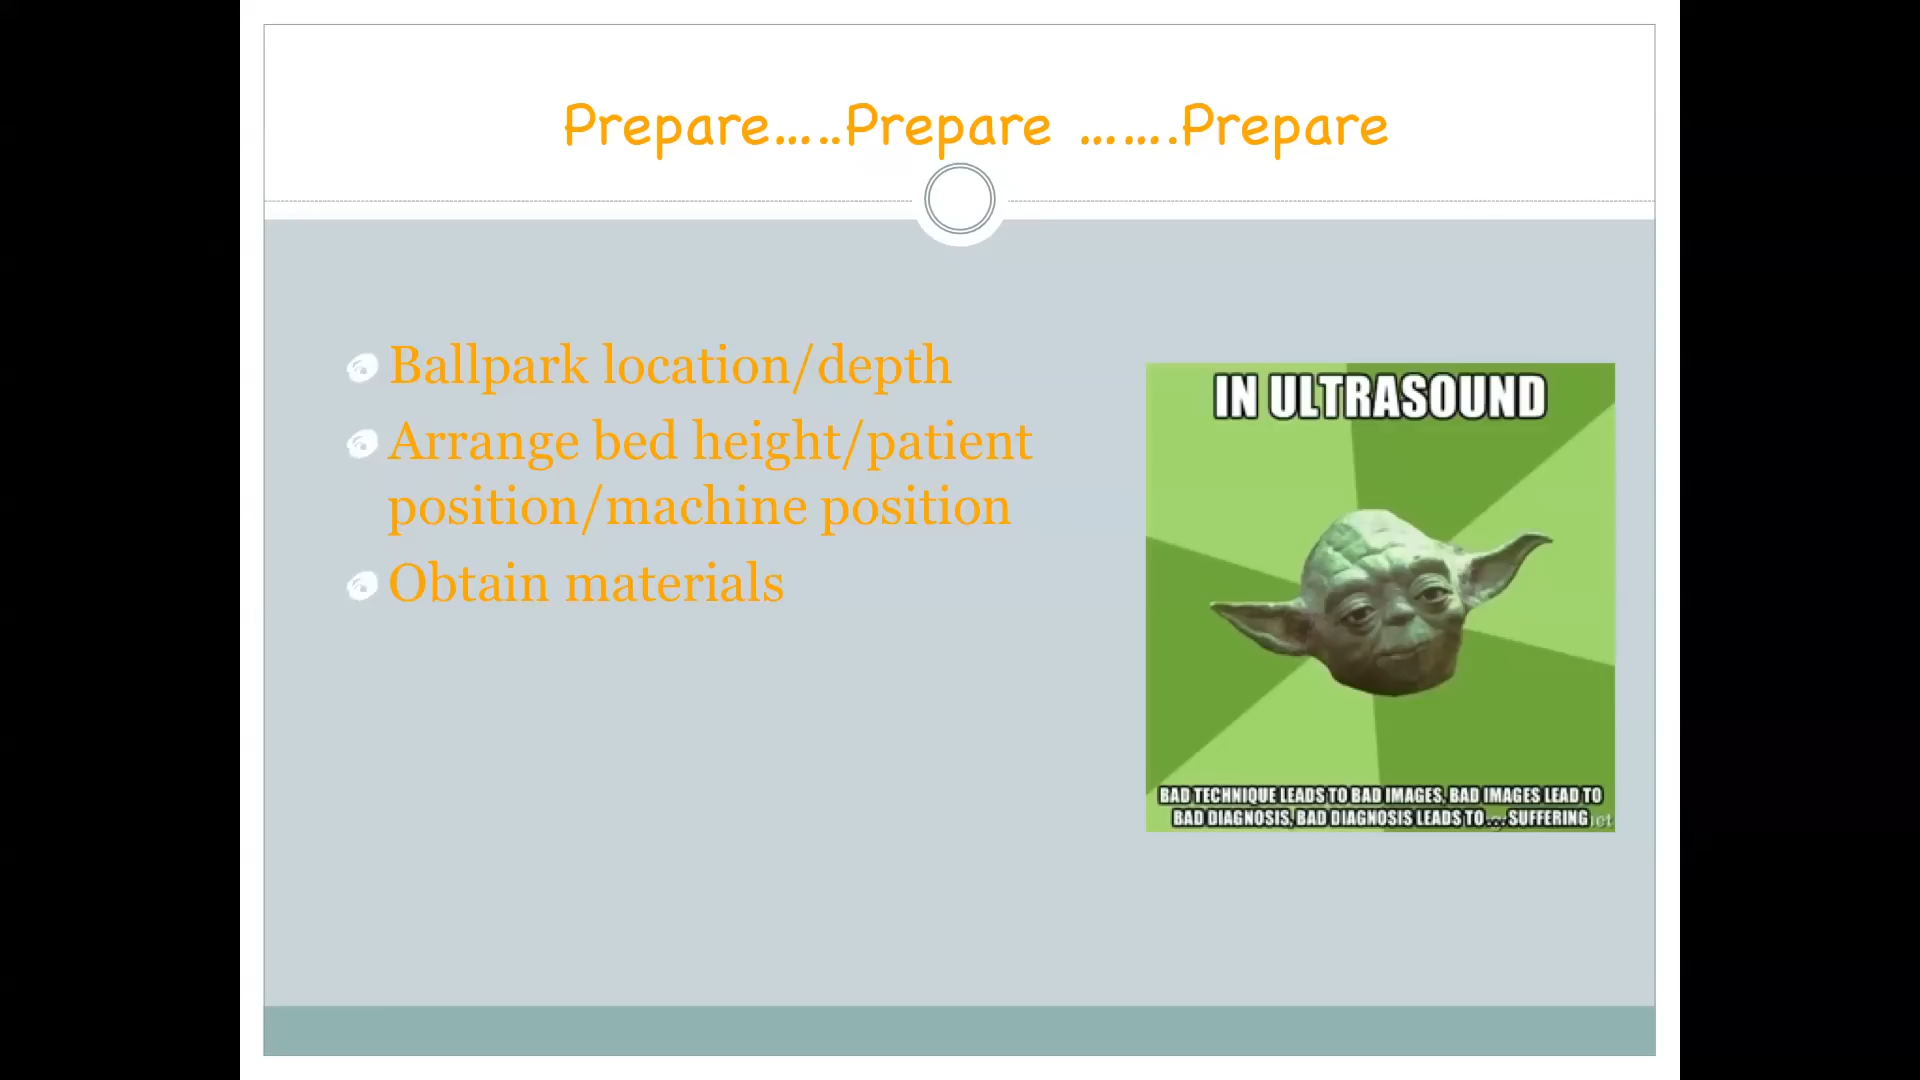 Prepare.....Prepare .......Prepare
Ballpark location/depth
Arrange bed height/patient
position/machine position
Obtain materials
IN ULTRASOUND
BAD TECHNIQUE LEADS TO BAD IMAGES, BAD IMAGES LEAD TO
BAD DIAGNOSIS, BAD DIAGNOSIS LEADS TO . . . SUFFERING